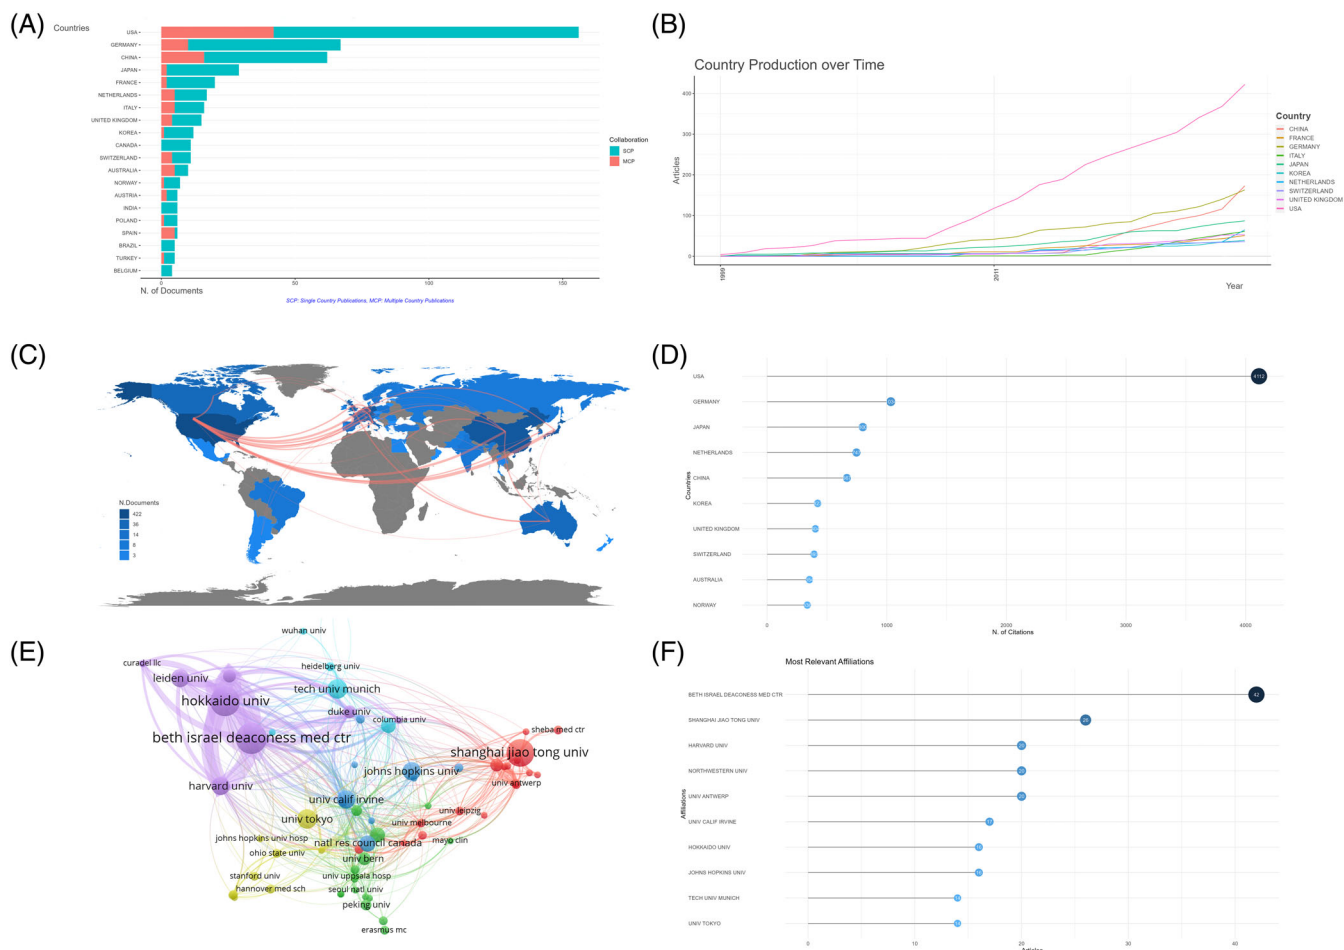 (A)
Countries
USA
GERMANY
CHINA
JAPAN
FRANCE
NETHERLANDS
ITALY
UNITED KINGDOM
KOREA
CANADA
SWITZERLAND
AUSTRALIA
NORWAY
AUSTRIA
INDIA
POLAND
SPAIN
BRAZIL
TURKEY
BELGIUM
0
50
100
150
N. of Documents
SCP: Single Country Publications, MCP: Multiple Country Publications
Collaboration
SCP
MCP
(B)
Country Production over Time
Articles
400
300
200
100
0
1999
2011
Year
Country
CHINA
FRANCE
GERMANY
ITALY
JAPAN
KOREA
NETHERLANDS
SWITZERLAND
UNITED KINGDOM
USA
(C)
N.Documents
422
36
14
8
3
(D)
Countries
USA
4112
GERMANY
JAPAN
NETHERLANDS
CHINA
KOREA
UNITED KINGDOM
SWITZERLAND
AUSTRALIA
NORWAY
0
1000
2000
3000
4000
N. of Citations
(E)
wuhan univ
curadel llc
heidelberg univ
leiden univ
tech univ munich
hokkaido univ
duke univ
columbia univ
beth israel deaconess med ctr
sheba med ctr
shanghai jiao tong univ
johns hopkins univ
univ antwerp
harvard univ
univ calif irvine
univ leipzig
univ tokyo
univ melbourne
johns hopkins univ hosp
natl res council canada
mayo clin
ohio state univ
univ bern
stanford univ
univ uppsala hosp
hannover med sch
seoul natl univ
peking univ
erasmus mc
(F)
Most Relevant Affiliations
Affiliations
BETH ISRAEL DEACONESS MED CTR
42
SHANGHAI JIAO TONG UNIV
26
HARVARD UNIV
20
NORTHWESTERN UNIV
20
UNIV ANTWERP
20
UNIV CALIF IRVINE
17
HOKKAIDO UNIV
16
JOHNS HOPKINS UNIV
16
TECH UNIV MUNICH
14
UNIV TOKYO
14
0
10
20
30
40
Articles